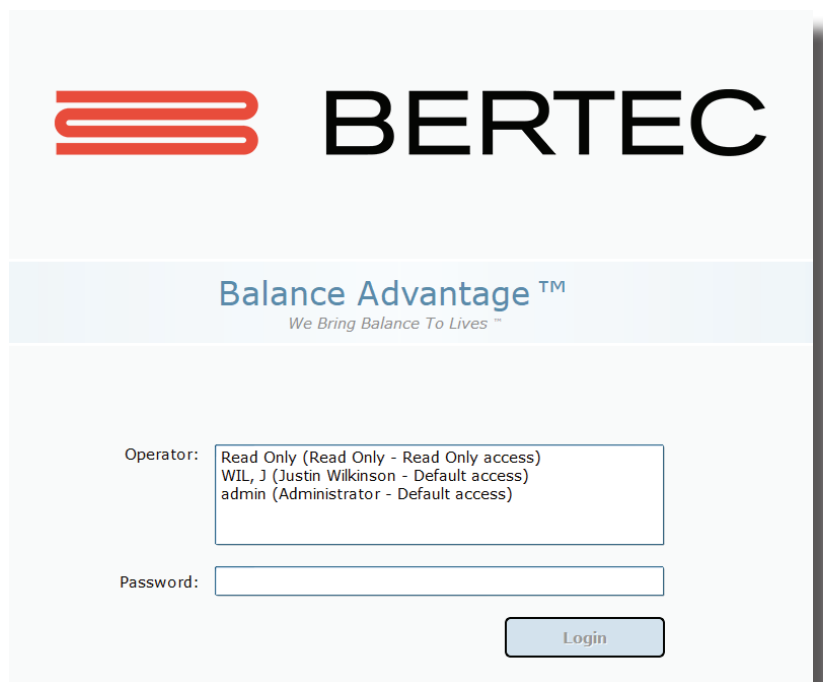 BERTEC
Balance Advantage ™
We Bring Balance To Lives ™
Operator:
Read Only (Read Only - Read Only access)
WIL, J (Justin Wilkinson - Default access)
admin (Administrator - Default access)
Password:
Login